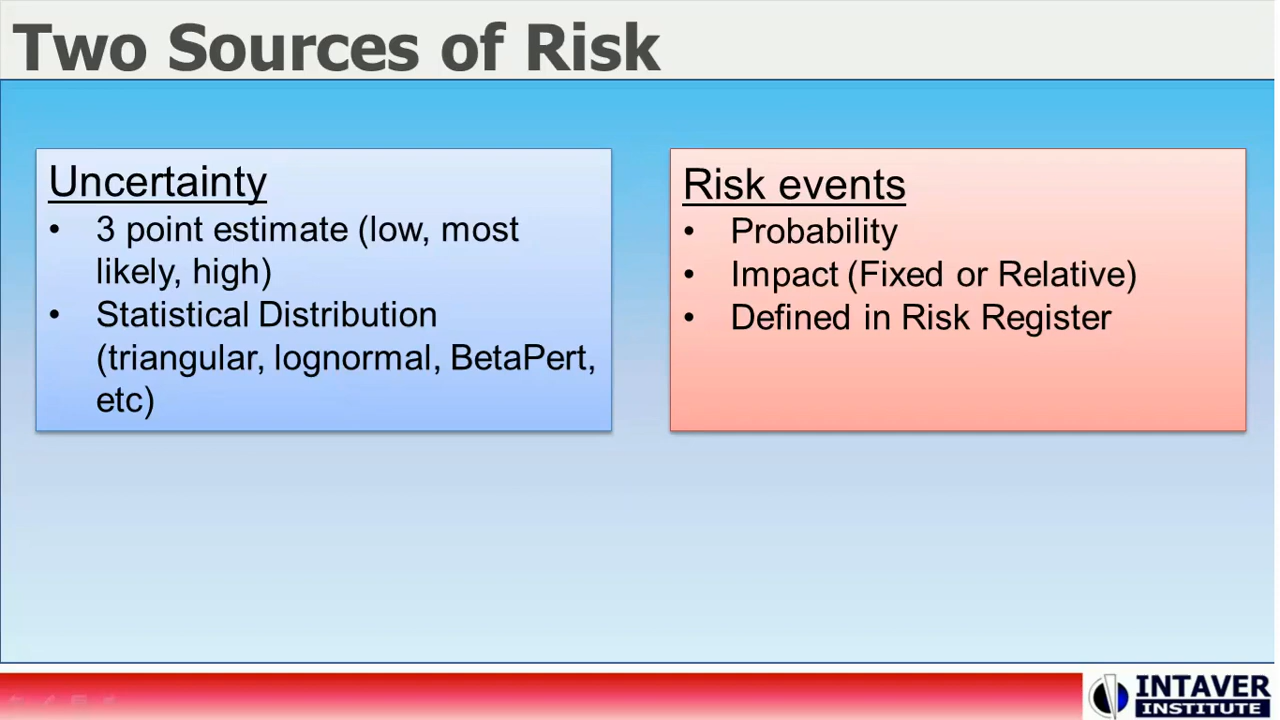 Two Sources of Risk
Uncertainty
• 3 point estimate (low, most
likely, high)
• Statistical Distribution
(triangular, lognormal, BetaPert,
etc)
Risk events
• Probability
• Impact (Fixed or Relative)
• Defined in Risk Register
INTAVER
INSTITUTE